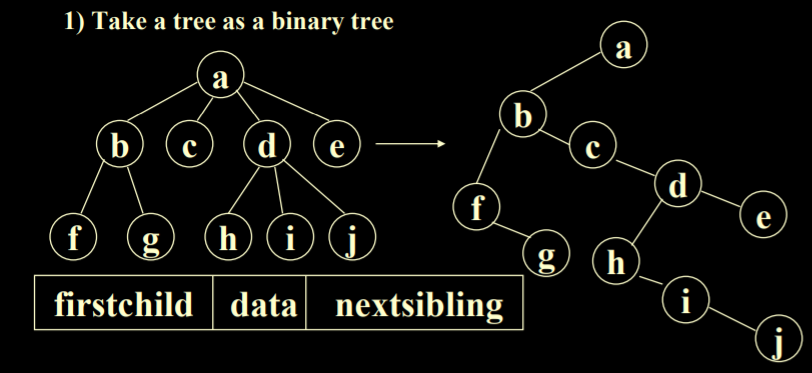 1) Take a tree as a binary tree
a
b c d e
f g h i j
firstchild data nextsibling
a
b
c
d
e
f
g
h
i
j